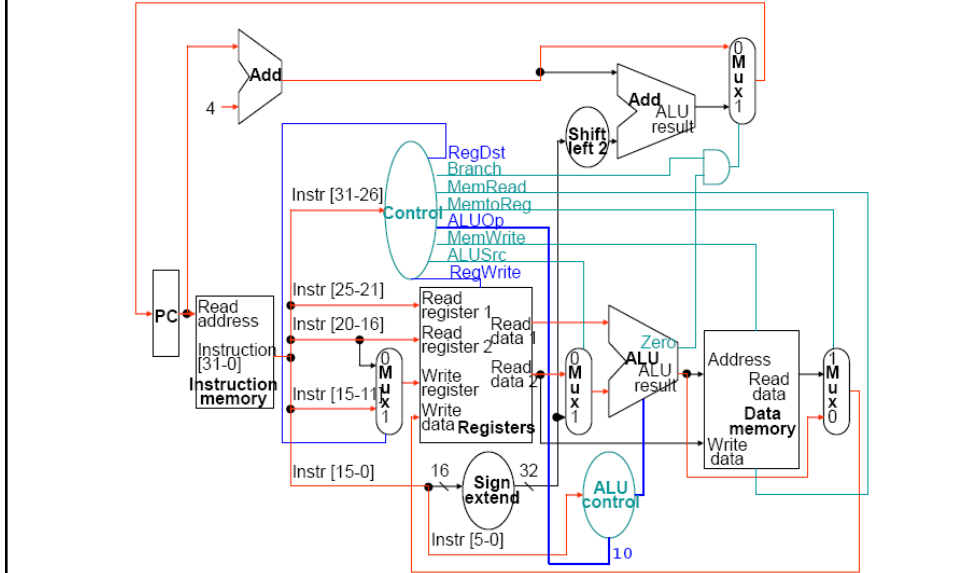 Add
4
0
Mux
1
Add
ALU
result
Shift
left 2
RegDst
Branch
MemRead
MemtoReg
ALUOp
MemWrite
ALUSrc
RegWrite
Control
Instr [31-26]
Instr [25-21]
Instr [20-16]
Instr [15-11]
Instr [15-0]
Instr [5-0]
PC
Read
address
Instruction
[31-0]
Instruction
memory
0
Mux
1
Read
register 1
Read
register 2
Write
register
Write
data
Read
data 1
Read
data 2
Registers
0
Mux
1
Zero
ALU
ALU
result
Address
Read
data
Data
memory
Write
data
1
Mux
0
16
Sign
extend
32
ALU
control
10